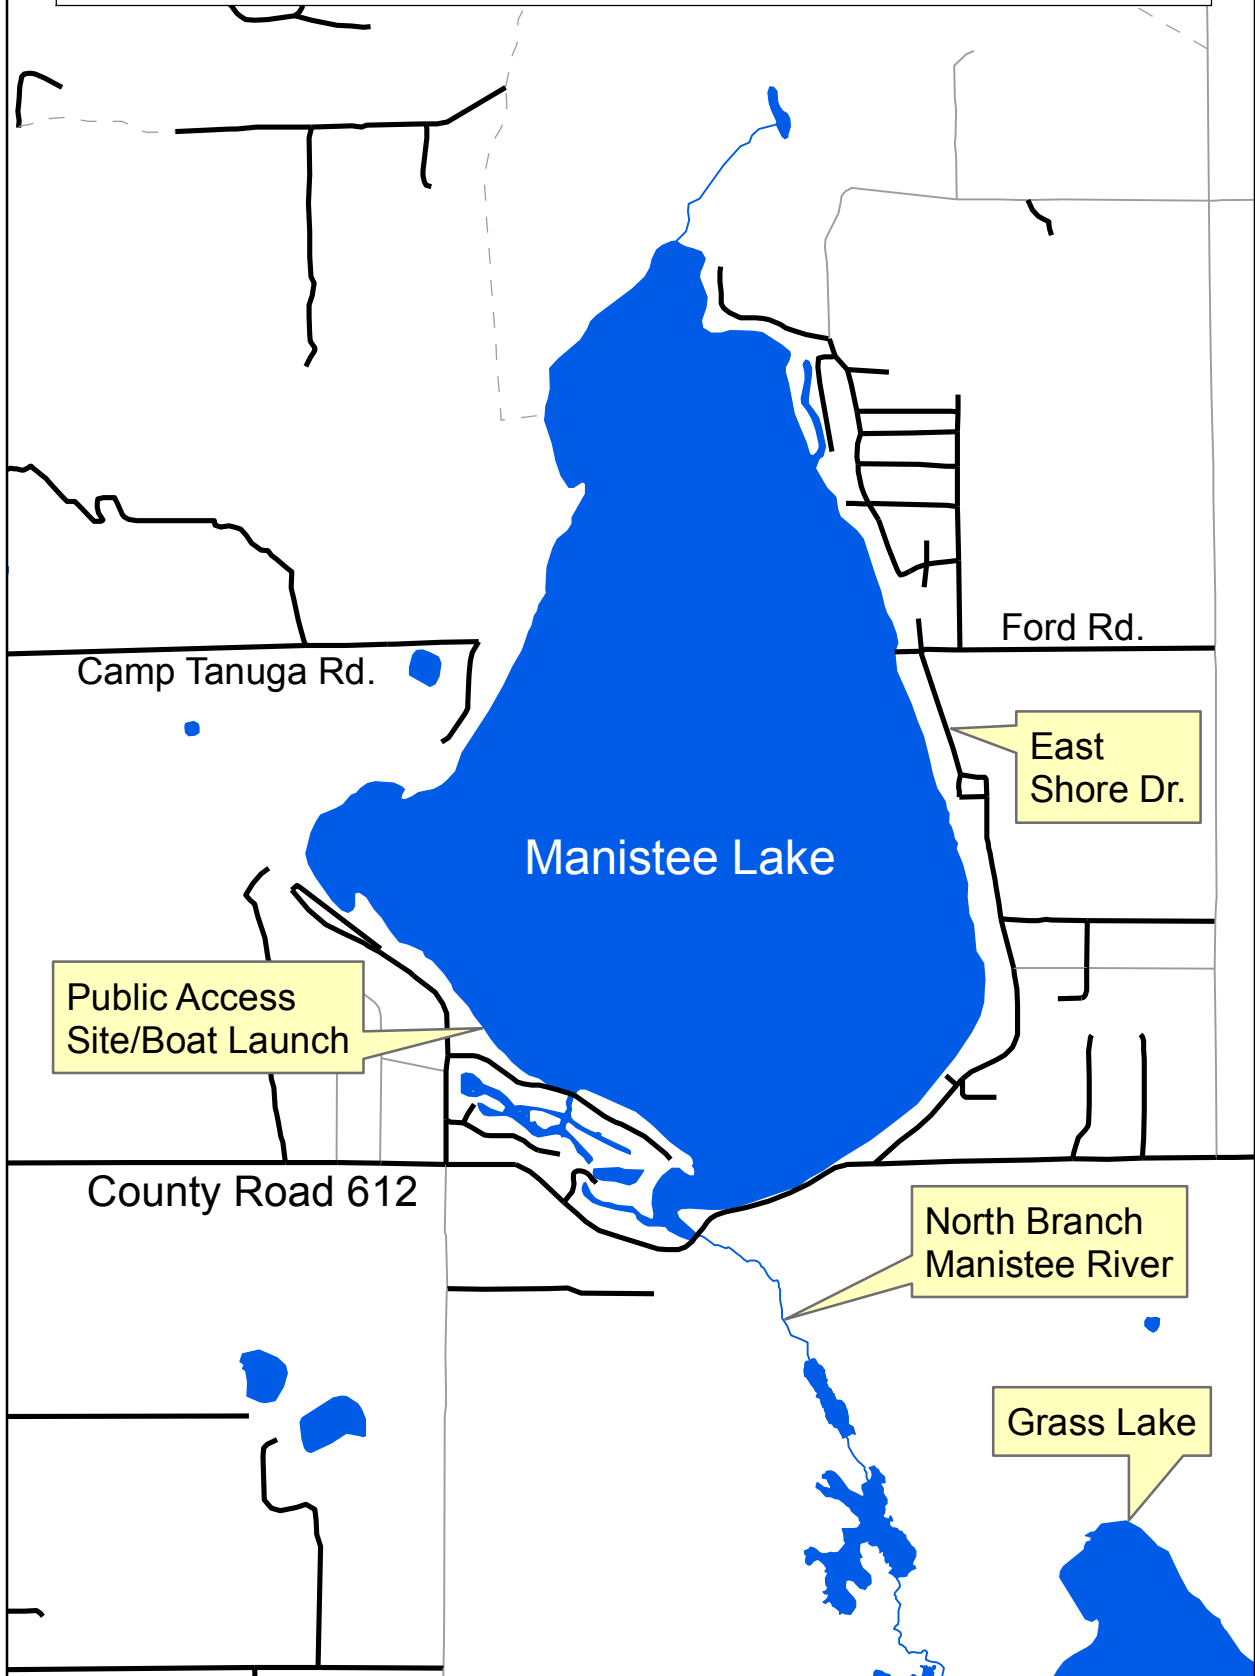 Ford Rd.
Camp Tanuga Rd.
East
Shore Dr.
Manistee Lake
Public Access
Site/Boat Launch
County Road 612
North Branch
Manistee River
Grass Lake